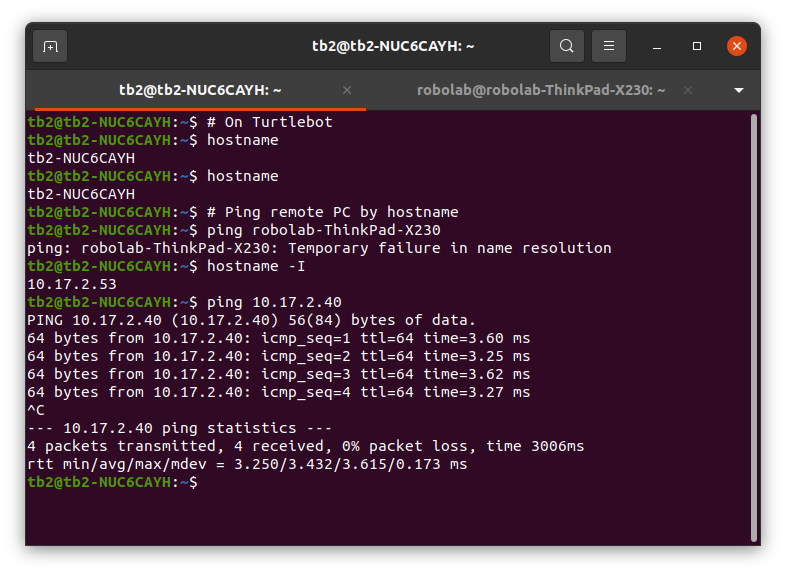 tb2@tb2-NUC6CAYH: ~
tb2@tb2-NUC6CAYH: ~
robolab@robolab-ThinkPad-X230: ~
tb2@tb2-NUC6CAYH:~$ # On Turtlebot
tb2@tb2-NUC6CAYH:~$ hostname
tb2-NUC6CAYH
tb2@tb2-NUC6CAYH:~$ hostname
tb2-NUC6CAYH
tb2@tb2-NUC6CAYH:~$ # Ping remote PC by hostname
tb2@tb2-NUC6CAYH:~$ ping robolab-ThinkPad-X230
ping: robolab-ThinkPad-X230: Temporary failure in name resolution
tb2@tb2-NUC6CAYH:~$ hostname -I
10.17.2.53
tb2@tb2-NUC6CAYH:~$ ping 10.17.2.40
PING 10.17.2.40 (10.17.2.40) 56(84) bytes of data.
64 bytes from 10.17.2.40: icmp_seq=1 ttl=64 time=3.60 ms
64 bytes from 10.17.2.40: icmp_seq=2 ttl=64 time=3.25 ms
64 bytes from 10.17.2.40: icmp_seq=3 ttl=64 time=3.62 ms
64 bytes from 10.17.2.40: icmp_seq=4 ttl=64 time=3.27 ms
^C
--- 10.17.2.40 ping statistics ---
4 packets transmitted, 4 received, 0% packet loss, time 3006ms
rtt min/avg/max/mdev = 3.250/3.432/3.615/0.173 ms
tb2@tb2-NUC6CAYH:~$